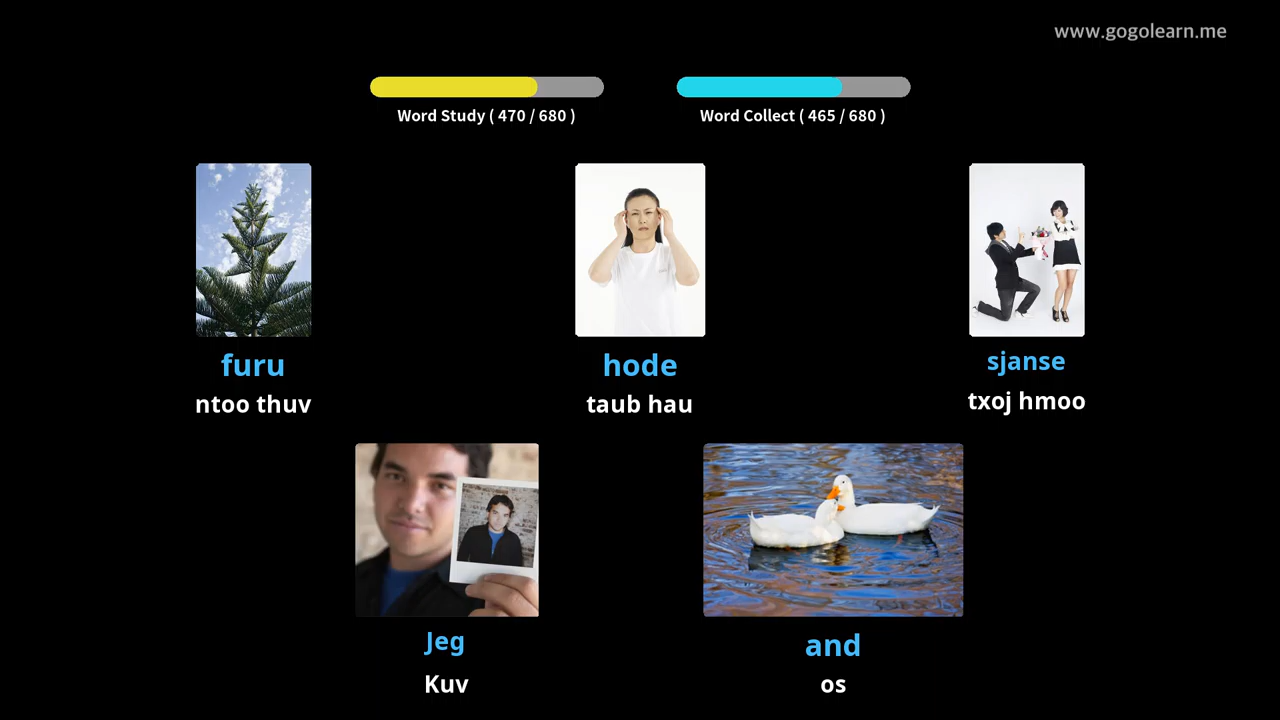 www.gogolearn.me
Word Study ( 470 / 680 )
Word Collect ( 465 / 680 )
furu
hode
sjanse
ntoo thuv
taub hau
txoj hmoo
Jeg
and
Kuv
os